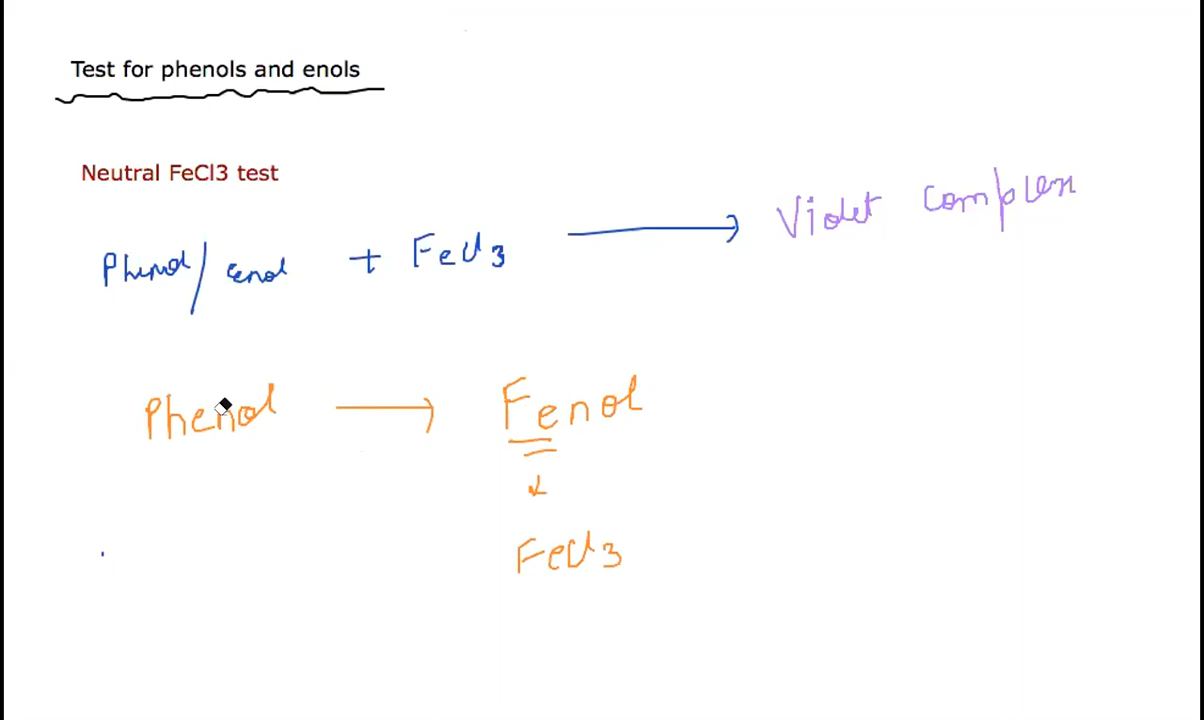 Test for phenols and enols
Neutral FeCl3 test
Phenol / enol + FeCl3 → Violet complex
Phenol → Fenol
↓
FeCl3